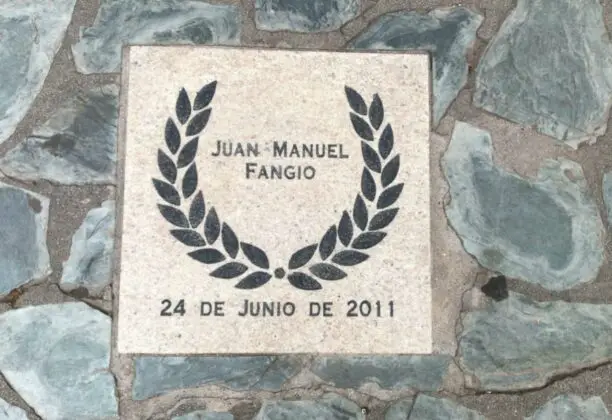 JUAN MANUEL
FANGIO
24 DE JUNIO DE 2011